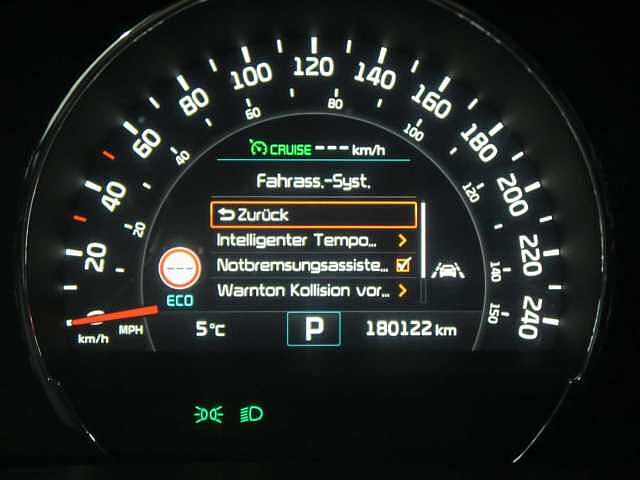 120
100
140
80
160
60
180
40
200
20
220
0
240
60
80
100
40
120
20
140
150
km/h
MPH
CRUISE --- km/h
Fahrass.-Syst.
Zurück
Intelligenter Tempo...
Notbremsungsassiste...
Warnton Kollision vor...
---
ECO
5°C
P
180122 km